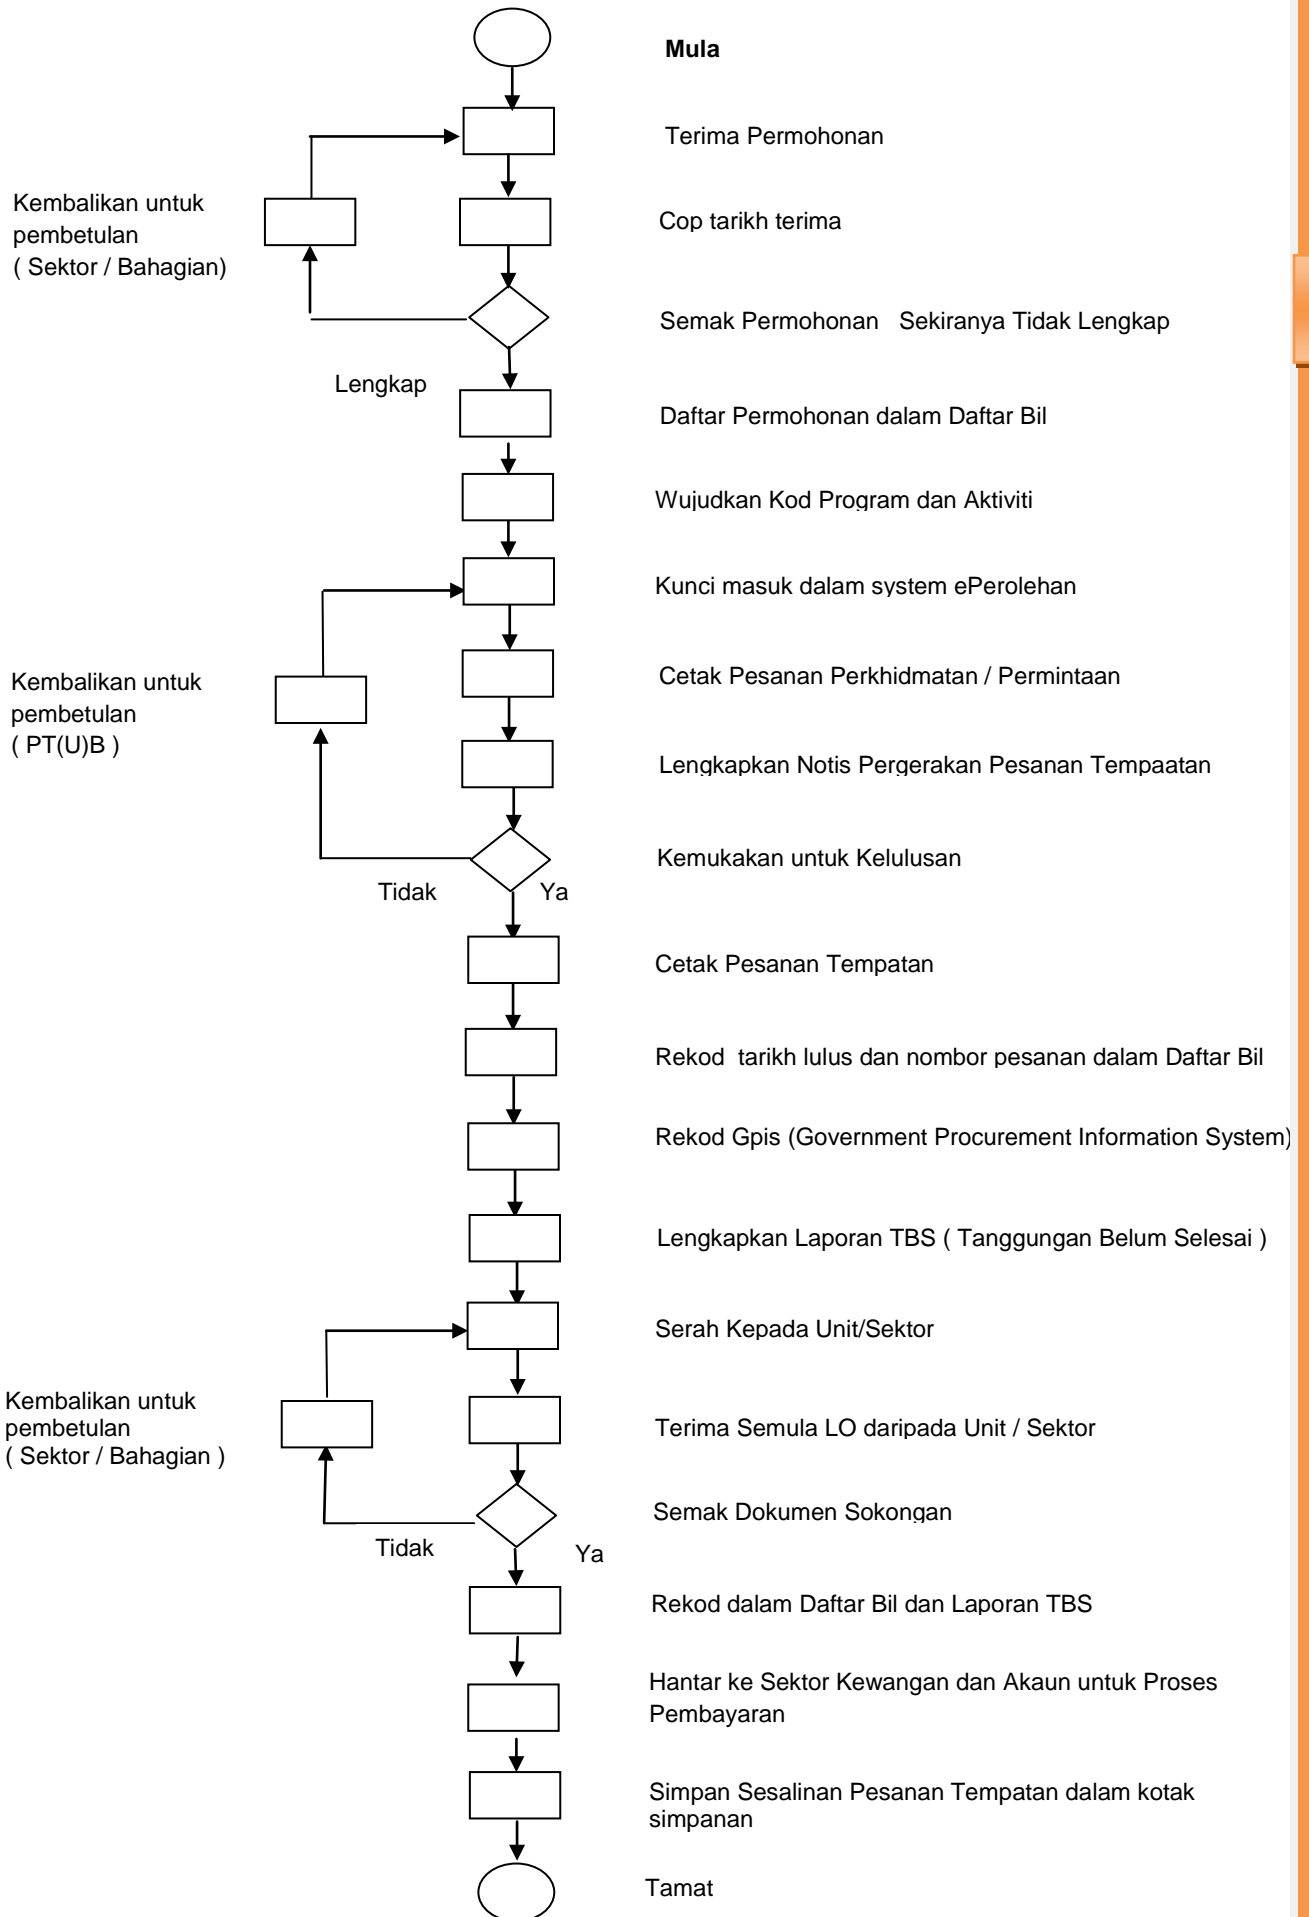 Mula
Terima Permohonan
Kembalikan untuk
pembetulan
( Sektor / Bahagian)
Cop tarikh terima
Semak Permohonan   Sekiranya Tidak Lengkap
Lengkap
Daftar Permohonan dalam Daftar Bil
Wujudkan Kod Program dan Aktiviti
Kunci masuk dalam system ePerolehan
Kembalikan untuk
pembetulan
( PT(U)B )
Cetak Pesanan Perkhidmatan / Permintaan
Lengkapkan Notis Pergerakan Pesanan Tempaatan
Kemukakan untuk Kelulusan
Tidak
Ya
Cetak Pesanan Tempatan
Rekod  tarikh lulus dan nombor pesanan dalam Daftar Bil
Rekod Gpis (Government Procurement Information System)
Lengkapkan Laporan TBS ( Tanggungan Belum Selesai )
Serah Kepada Unit/Sektor
Kembalikan untuk
pembetulan
( Sektor / Bahagian )
Terima Semula LO daripada Unit / Sektor
Semak Dokumen Sokongan
Tidak
Ya
Rekod dalam Daftar Bil dan Laporan TBS
Hantar ke Sektor Kewangan dan Akaun untuk Proses
Pembayaran
Simpan Sesalinan Pesanan Tempatan dalam kotak
simpanan
Tamat